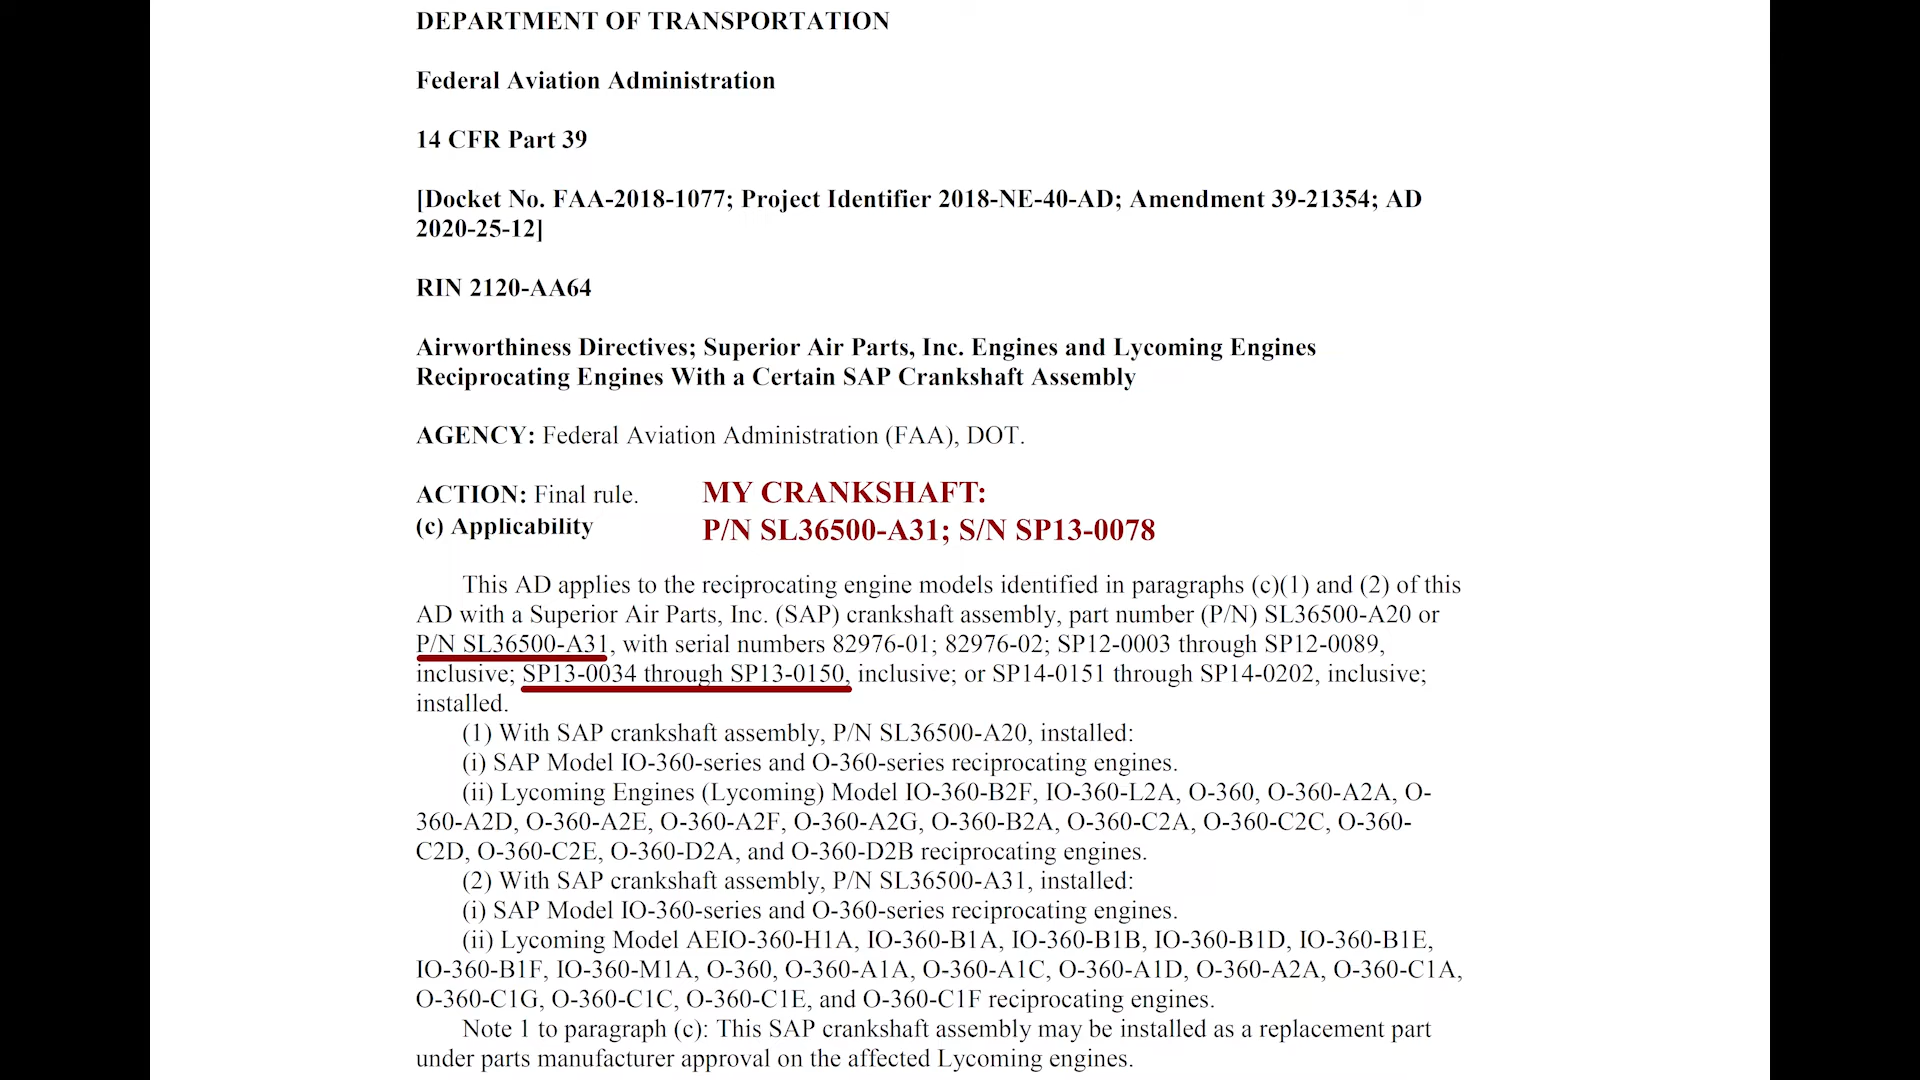 DEPARTMENT OF TRANSPORTATION
Federal Aviation Administration
14 CFR Part 39
[Docket No. FAA-2018-1077; Project Identifier 2018-NE-40-AD; Amendment 39-21354; AD
2020-25-12]
RIN 2120-AA64
Airworthiness Directives; Superior Air Parts, Inc. Engines and Lycoming Engines
Reciprocating Engines With a Certain SAP Crankshaft Assembly
AGENCY: Federal Aviation Administration (FAA), DOT.
ACTION: Final rule.
MY CRANKSHAFT:
(c) Applicability
P/N SL36500-A31; S/N SP13-0078
This AD applies to the reciprocating engine models identified in paragraphs (c)(1) and (2) of this
AD with a Superior Air Parts, Inc. (SAP) crankshaft assembly, part number (P/N) SL36500-A20 or
P/N SL36500-A31, with serial numbers 82976-01; 82976-02; SP12-0003 through SP12-0089,
inclusive; SP13-0034 through SP13-0150, inclusive; or SP14-0151 through SP14-0202, inclusive;
installed.
(1) With SAP crankshaft assembly, P/N SL36500-A20, installed:
(i) SAP Model IO-360-series and O-360-series reciprocating engines.
(ii) Lycoming Engines (Lycoming) Model IO-360-B2F, IO-360-L2A, O-360, O-360-A2A, O-
360-A2D, O-360-A2E, O-360-A2F, O-360-A2G, O-360-B2A, O-360-C2A, O-360-C2C, O-360-
C2D, O-360-C2E, O-360-D2A, and O-360-D2B reciprocating engines.
(2) With SAP crankshaft assembly, P/N SL36500-A31, installed:
(i) SAP Model IO-360-series and O-360-series reciprocating engines.
(ii) Lycoming Model AEIO-360-H1A, IO-360-B1A, IO-360-B1B, IO-360-B1D, IO-360-B1E,
IO-360-B1F, IO-360-M1A, O-360, O-360-A1A, O-360-A1C, O-360-A1D, O-360-A2A, O-360-C1A,
O-360-C1G, O-360-C1C, O-360-C1E, and O-360-C1F reciprocating engines.
Note 1 to paragraph (c): This SAP crankshaft assembly may be installed as a replacement part
under parts manufacturer approval on the affected Lycoming engines.